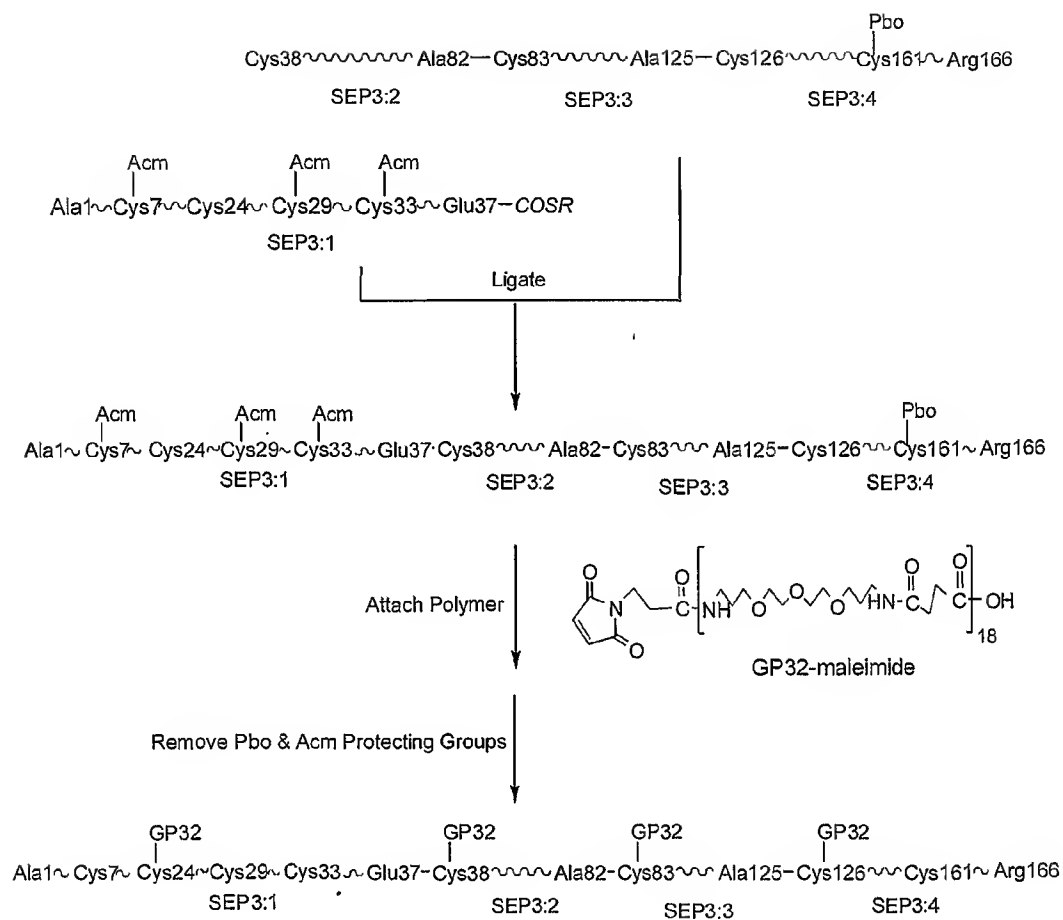 Pbo
Cys38 Ala82–Cys83 Ala125–Cys126 Cys161~Arg166
SEP3:2 SEP3:3 SEP3:4
Acm Acm Acm
Ala1~Cys7~Cys24~Cys29~Cys33~Glu37–COSR
SEP3:1
Ligate
Acm Acm Acm Pbo
Ala1~Cys7~Cys24~Cys29~Cys33~Glu37·Cys38 Ala82–Cys83 Ala125–Cys126 Cys161~Arg166
SEP3:1 SEP3:2 SEP3:3 SEP3:4
Attach Polymer
O O O O
N C NH O O O HN C C OH
O 18
GP32-maleimide
Remove Pbo & Acm Protecting Groups
GP32 GP32 GP32 GP32
Ala1~Cys7~Cys24~Cys29~Cys33~Glu37–Cys38 Ala82–Cys83 Ala125–Cys126 Cys161~Arg166
SEP3:1 SEP3:2 SEP3:3 SEP3:4